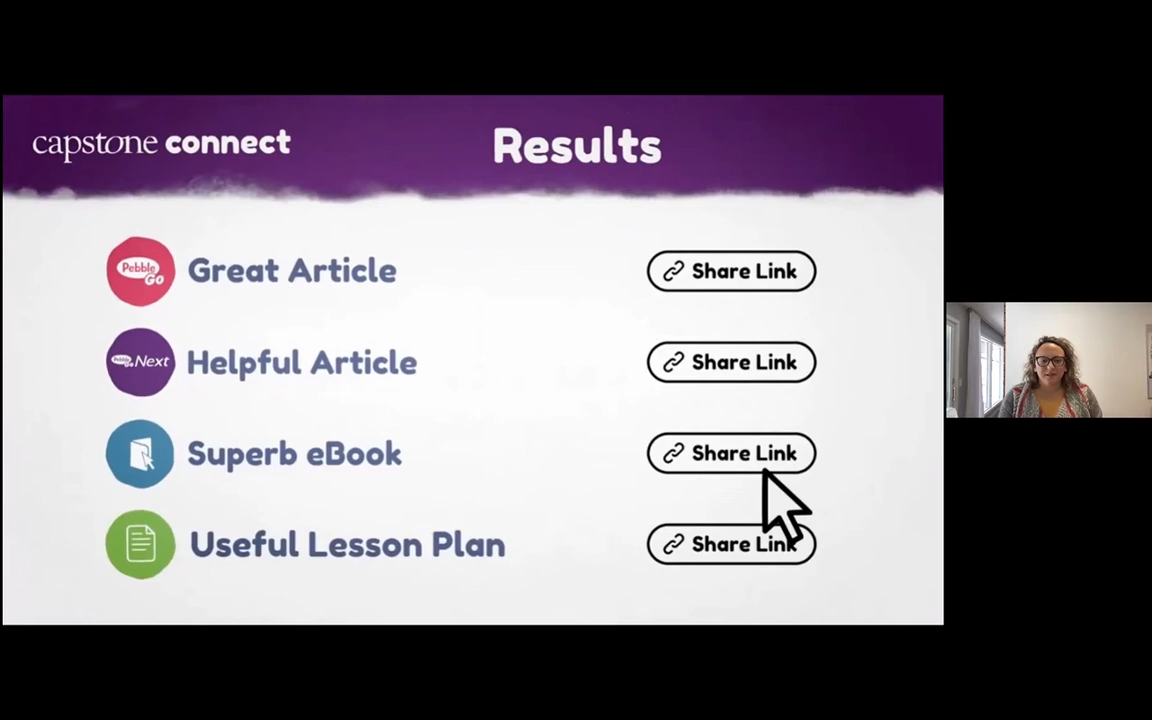 capstone connect
Results
Pebble Go
Great Article
Share Link
Pebble Go Next
Helpful Article
Share Link
Superb eBook
Share Link
Useful Lesson Plan
Share Link